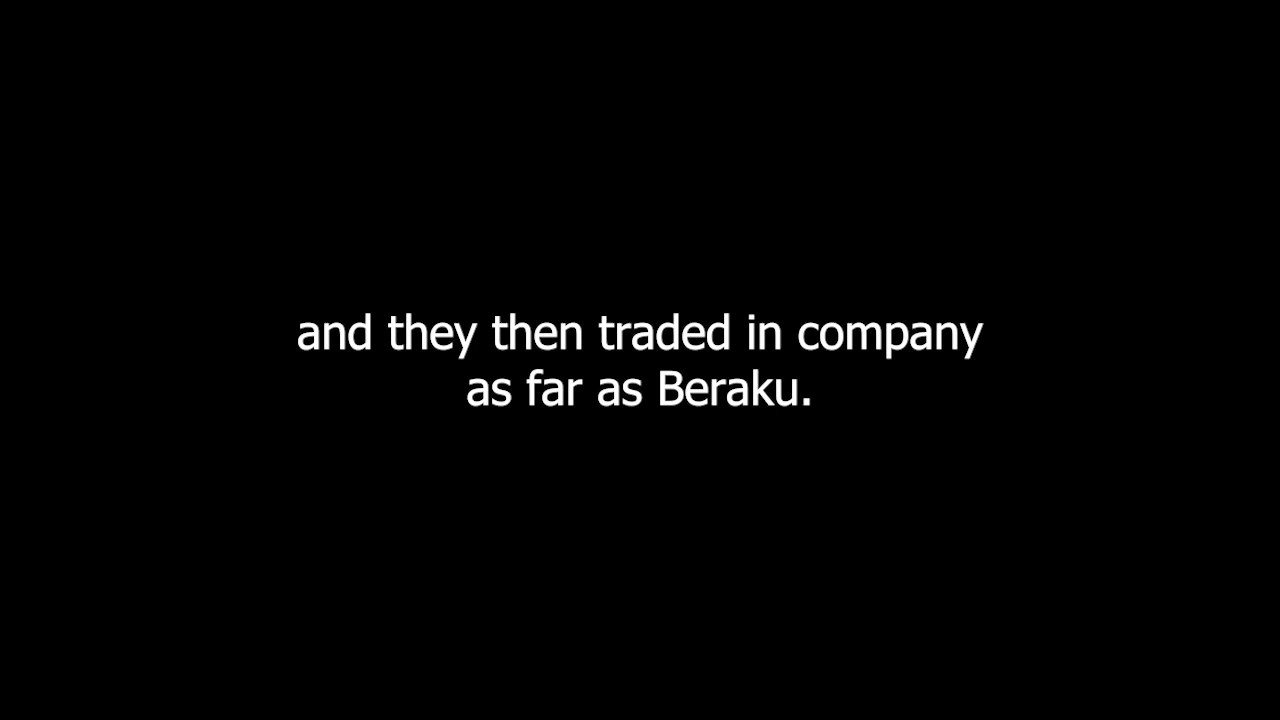 and they then traded in company
as far as Beraku.